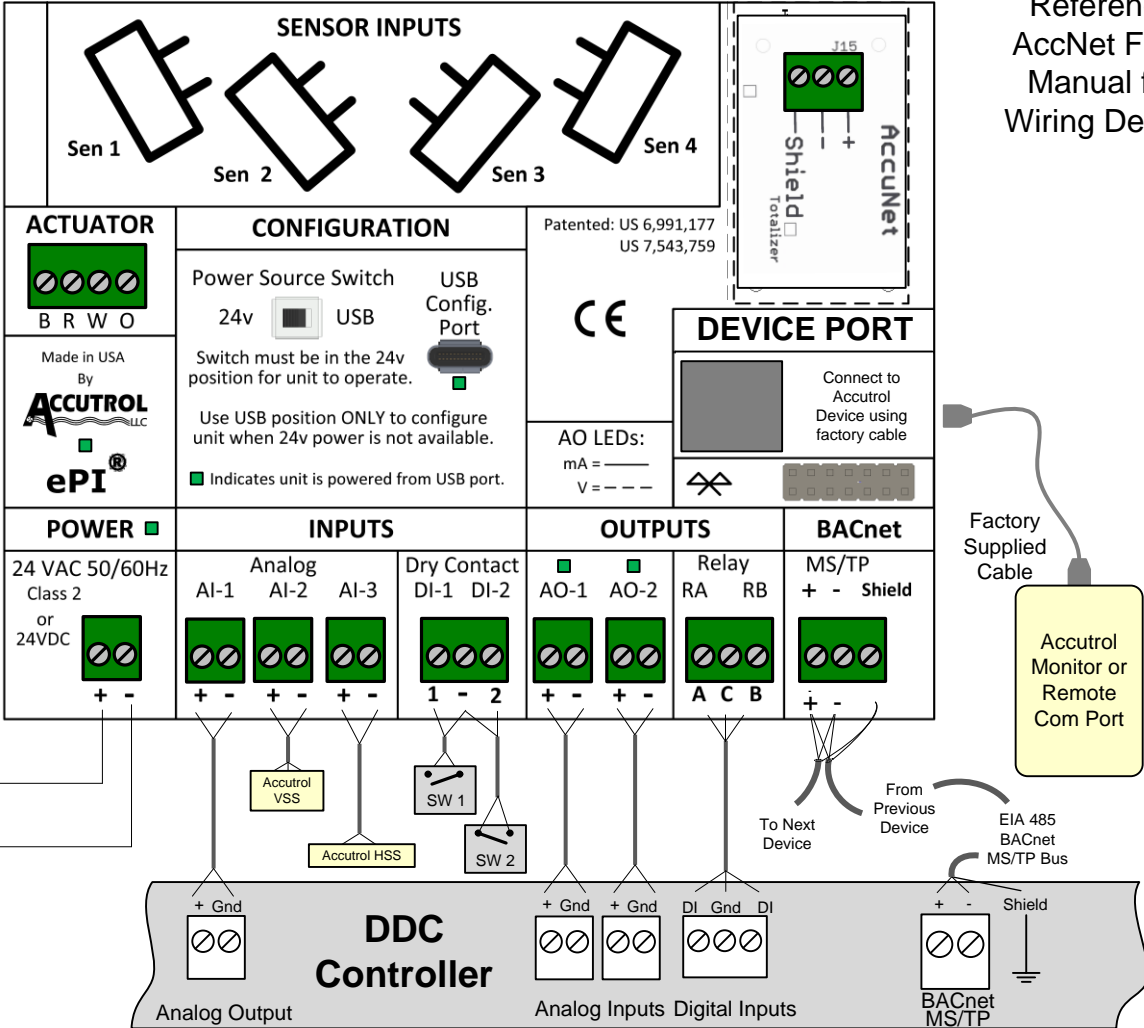 Referen
AccNet F
Manual f
Wiring De
SENSOR INPUTS
Sen 1
Sen 2
Sen 3
Sen 4
J15
Shield
-
+
AccuNet
Totalizer
ACTUATOR
B R W O
CONFIGURATION
Power Source Switch
24v
USB
USB
Config.
Port
Switch must be in the 24v
position for unit to operate.
Use USB position ONLY to configure
unit when 24v power is not available.
Indicates unit is powered from USB port.
Patented: US 6,991,177
US 7,543,759
CE
Made in USA
By
ACCUTROL
LLC
ePI®
AO LEDs:
mA =
V =
DEVICE PORT
Connect to
Accutrol
Device using
factory cable
Factory
Supplied
Cable
Accutrol
Monitor or
Remote
Com Port
POWER
24 VAC 50/60Hz
Class 2
or
24VDC
+ -
INPUTS
Analog
AI-1 AI-2 AI-3
+ - + - + -
Dry Contact
DI-1 DI-2
1 - 2
OUTPUTS
AO-1 AO-2
+ - + -
Relay
RA RB
A C B
BACnet
MS/TP
+ - Shield
+ -
Accutrol
VSS
Accutrol HSS
SW 1
SW 2
To Next
Device
From
Previous
Device
EIA 485
BACnet
MS/TP Bus
DDC
Controller
+ Gnd
Analog Output
+ Gnd + Gnd
Analog Inputs
DI Gnd DI
Digital Inputs
+ -
Shield
BACnet
MS/TP